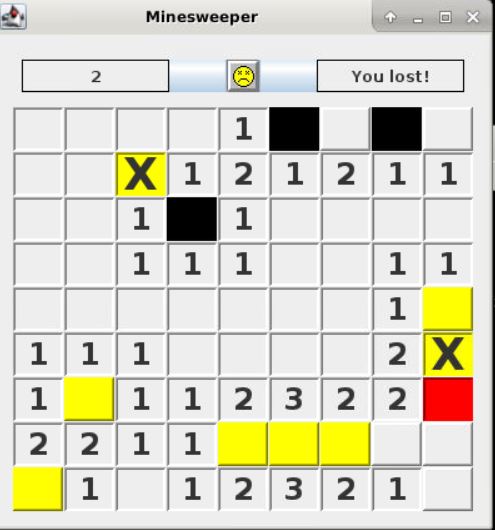 Minesweeper
2 You lost!
1
X 1 2 1 2 1 1
1 1
1 1 1 1 1
1
1 1 1 2 X
1 1 1 2 3 2 2
2 2 1 1
1 1 2 3 2 1